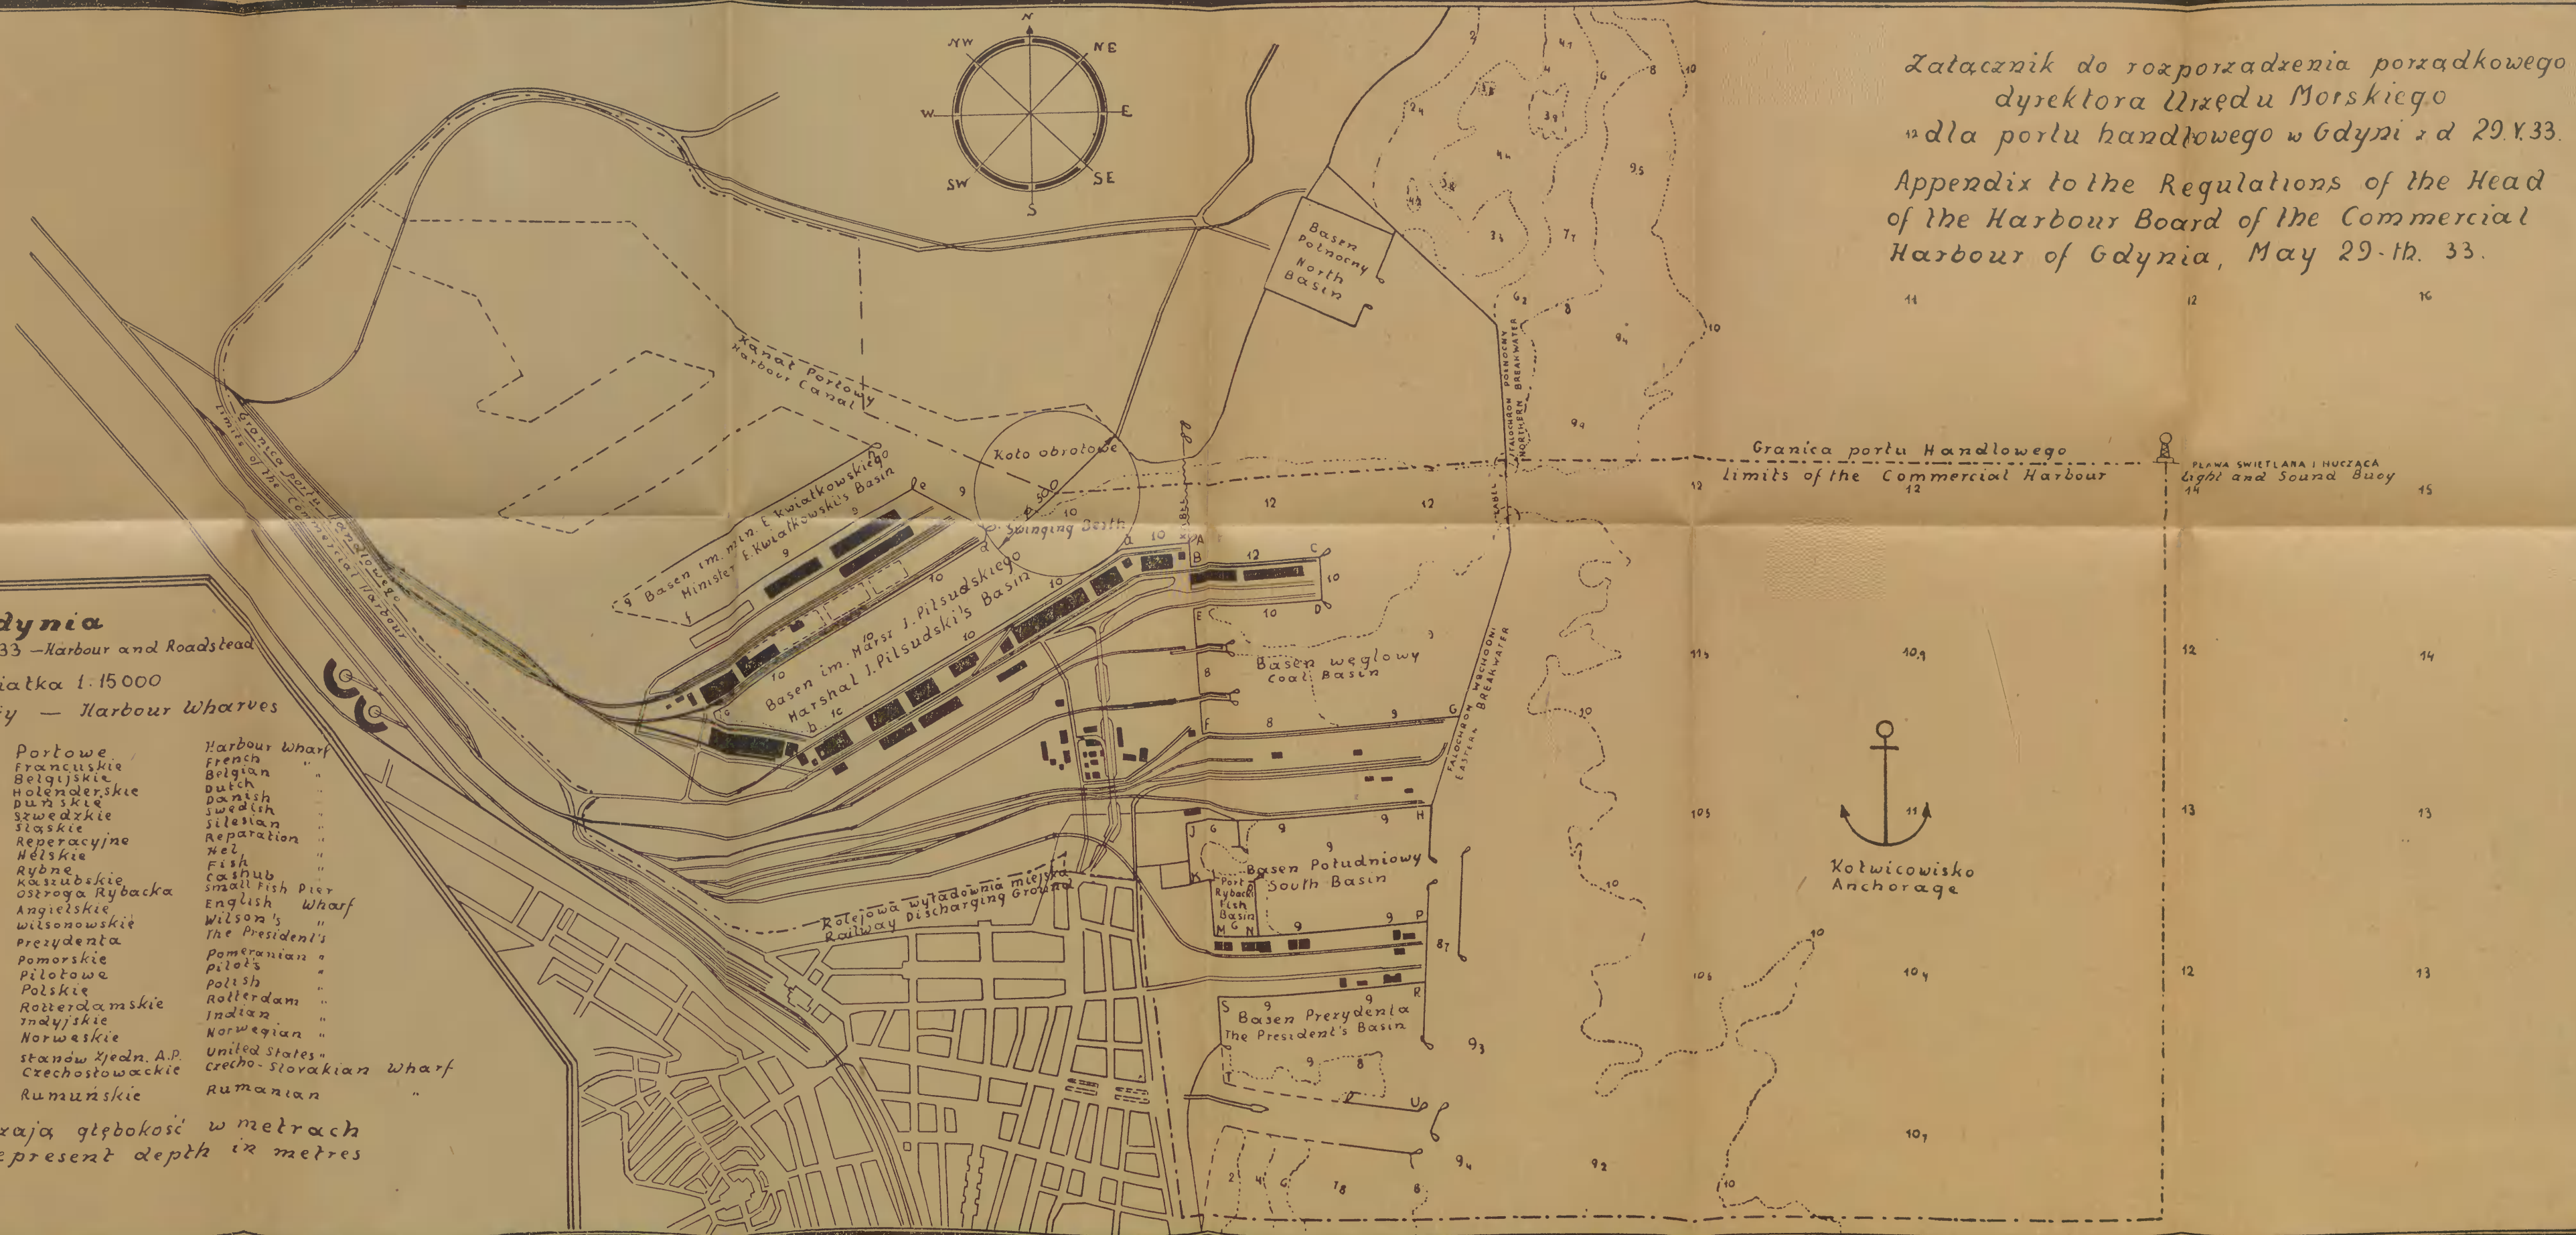 Załącznik do rozporządzenia porządkowego
dyrektora Urzędu Morskiego
dla portu handlowego w Gdyni z d 29.V.33.
Appendix to the Regulations of the Head
of the Harbour Board of the Commercial
Harbour of Gdynia, May 29-th. 33.
N
NE
E
SE
S
SW
W
NW
Basen
Północny
North
Basin
FALOCHRON PÓŁNOCNY
NORTHERN BREAKWATER
Kanał Portowy
Harbour Canal
Koło obrotowe
500
Swinging Berth
Granica portu Handlowego
limits of the Commercial Harbour
PŁAWA ŚWIETLANA I HUCZĄCA
Light and Sound Buoy
Granica portu Handlowego
limits of the Commercial Harbour
Basen im. min. E. Kwiatkowskiego
Minister E. Kwiatkowski's Basin
Basen im. Marsz J. Piłsudskiego
Marshal J. Piłsudski's Basin
KABEL
Basen węglowy
Coal Basin
FALOCHRON WSCHODNI
EASTERN BREAKWATER
Basen Południowy
South Basin
Port
Rybacki
Fish
Basin
Kolejowa wyładownia miejska
Railway Discharging Ground
Basen Prezydenta
The President's Basin
Kotwicowisko
Anchorage
dynia
33 — Harbour and Roadstead
iałka 1:15000
y — Harbour Wharves
Portowe Harbour Wharf
Francuskie French "
Belgijskie Belgian "
Holenderskie Dutch "
Duńskie Danish "
Szwedzkie Swedish "
Śląskie Silesian "
Reperacyjne Reparation "
Helskie Hel "
Rybne Fish "
Kaszubskie Cashub "
Ostroga Rybacka Small Fish Pier
Angielskie English Wharf
Wilsonowskie Wilson's "
Prezydenta The President's
Pomorskie Pomeranian "
Pilotowe Pilot's "
Polskie Polish "
Rotterdamskie Rotterdam "
Indyjskie Indian "
Norweskie Norwegian "
Stanów Zjedn. A.P. United States "
Czechosłowackie Czecho-Slovakian Wharf
Rumuńskie Rumanian "
zają głębokość w metrach
epresent depth in metres